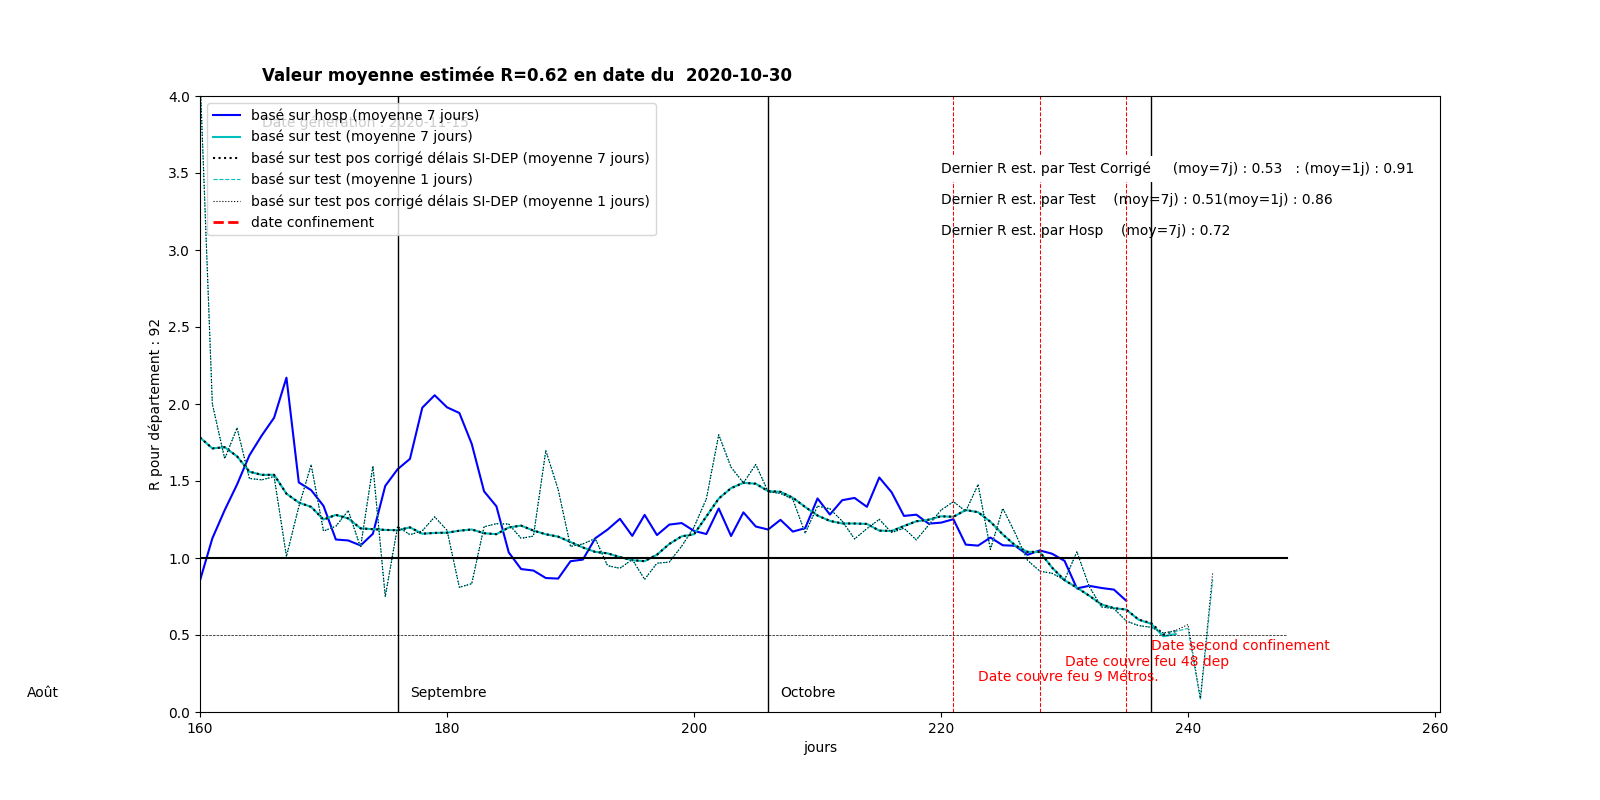 Valeur moyenne estimée R=0.62 en date du  2020-10-30
4.0
basé sur hosp (moyenne 7 jours)
Date génération : 2020-11-15
basé sur test (moyenne 7 jours)
basé sur test pos corrigé délais SI-DEP (moyenne 7 jours)
basé sur test (moyenne 1 jours)
basé sur test pos corrigé délais SI-DEP (moyenne 1 jours)
date confinement
Dernier R est. par Test Corrigé     (moy=7j) : 0.53   : (moy=1j) : 0.91
Dernier R est. par Test    (moy=7j) : 0.51(moy=1j) : 0.86
Dernier R est. par Hosp    (moy=7j) : 0.72
3.5
3.0
2.5
2.0
1.5
1.0
0.5
0.0
R pour département : 92
Date second confinement
Date couvre feu 48 dep
Date couvre feu 9 Métros.
Août
Septembre
Octobre
160
180
200
220
240
260
jours